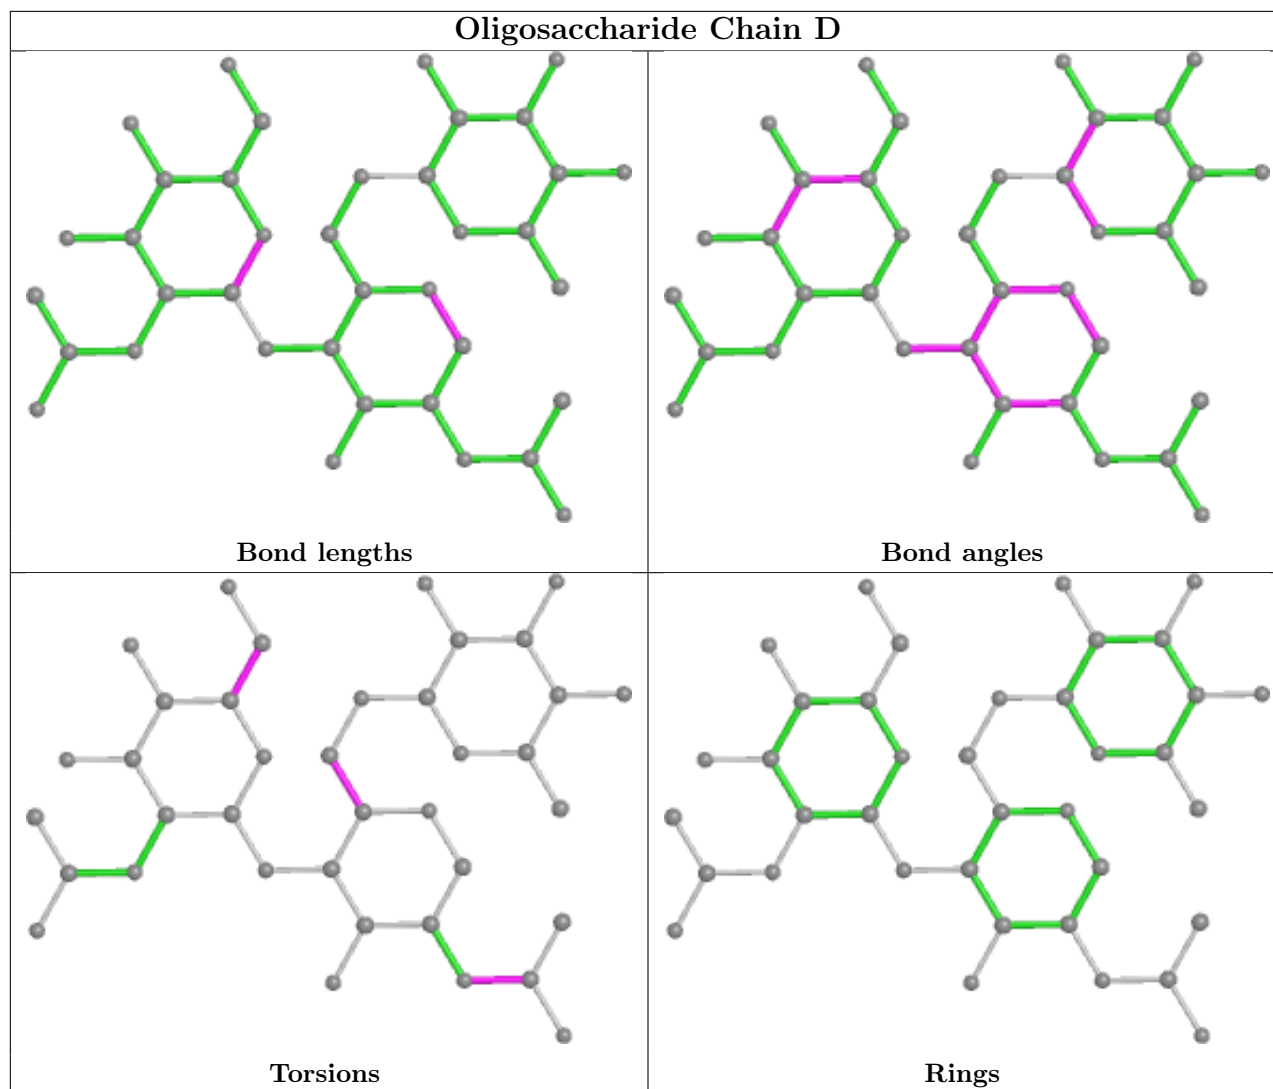 Oligosaccharide Chain D
Bond lengths
Bond angles
Torsions
Rings